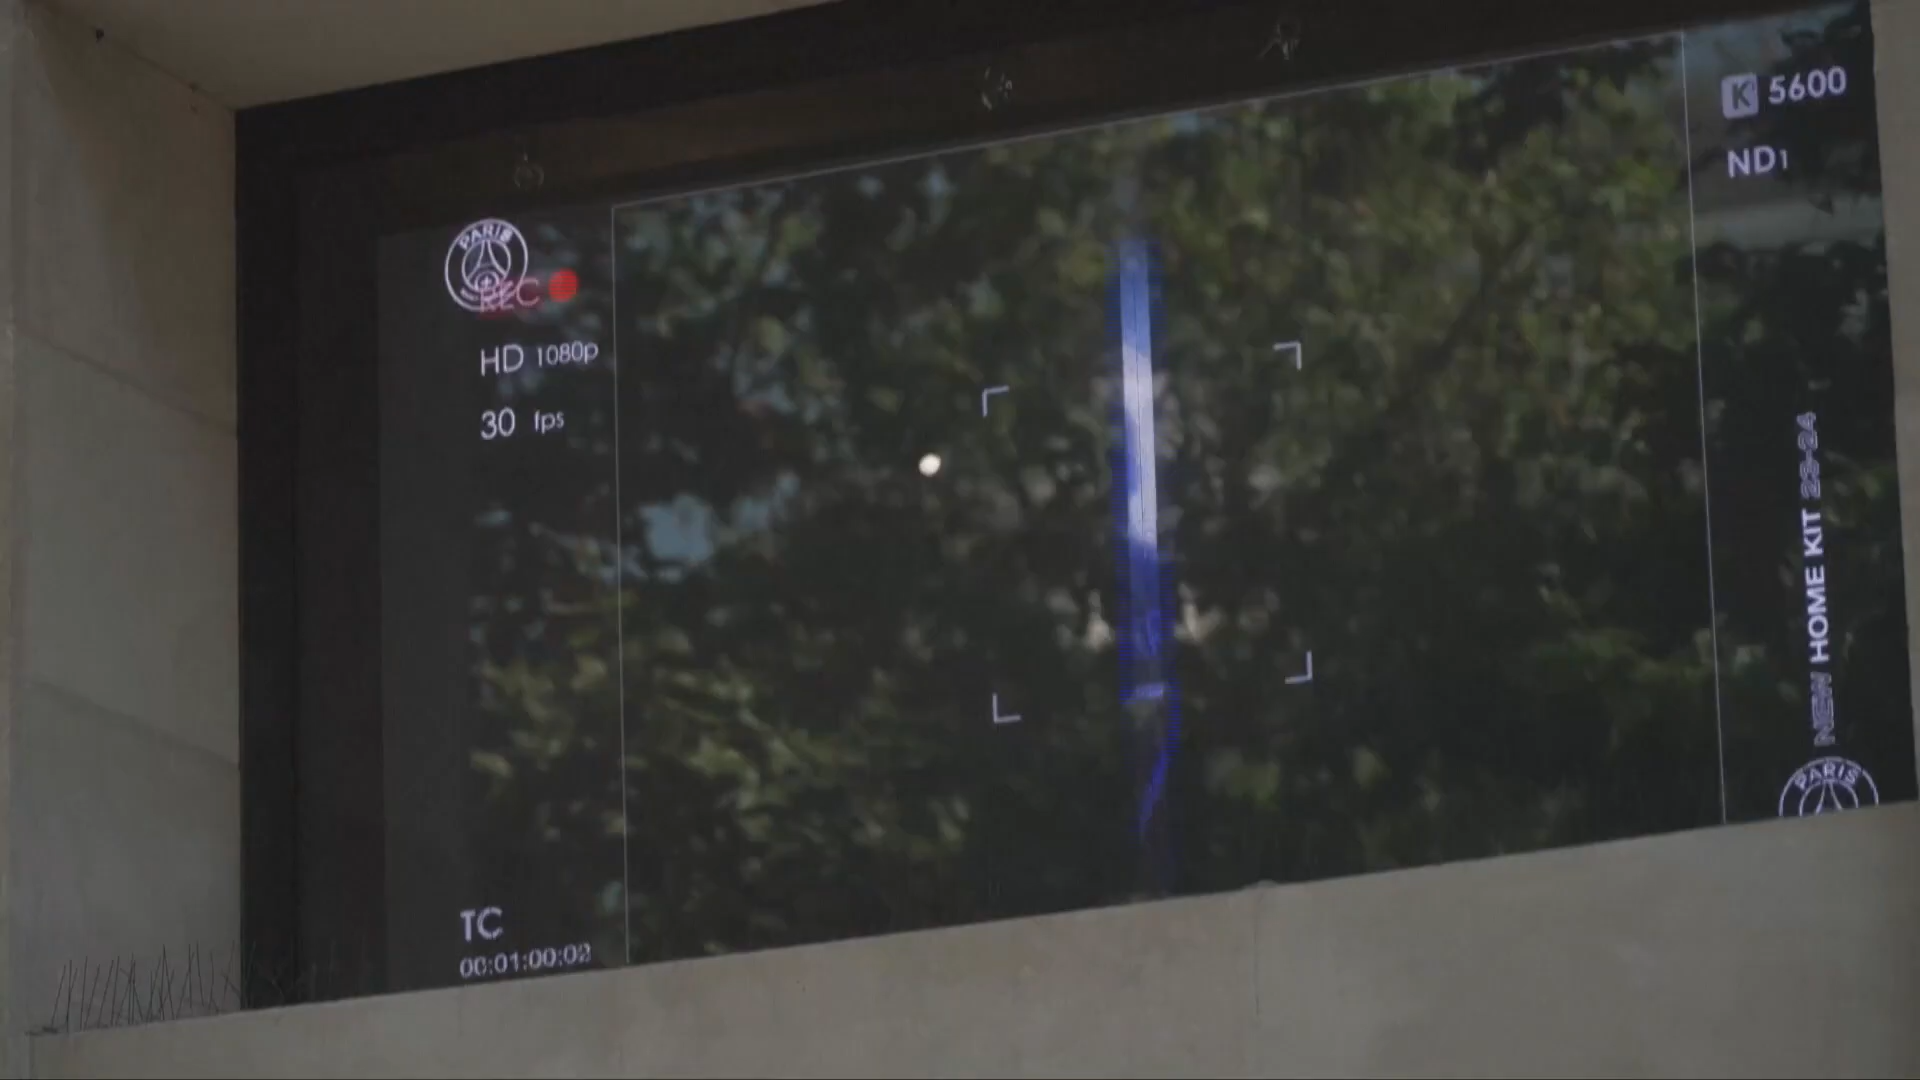 PARIS
REC
HD 1080p
30 fps
TC
00:01:00:02
K 5600
ND1
NEW HOME KIT 23-24
PARIS